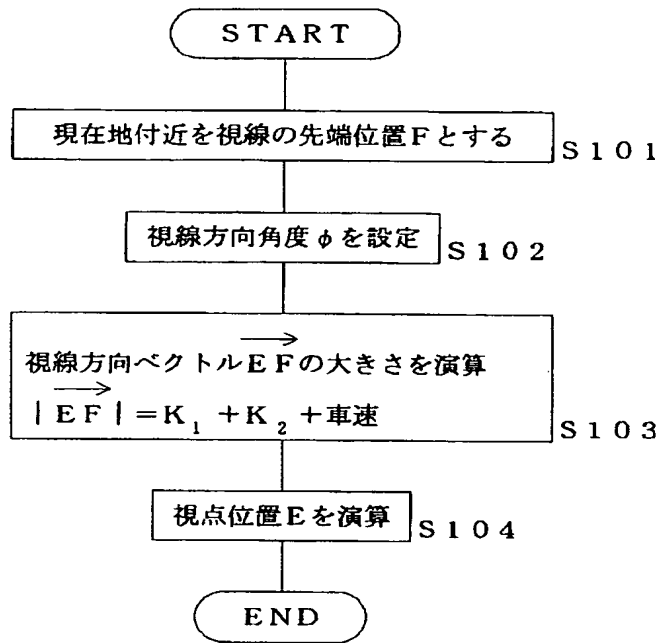 START
現在地付近を視線の先端位置Fとする
S101
視線方向角度φを設定
S102
視線方向ベクトルEFの大きさを演算
|EF|=K₁+K₂+車速
S103
視点位置Eを演算
S104
END